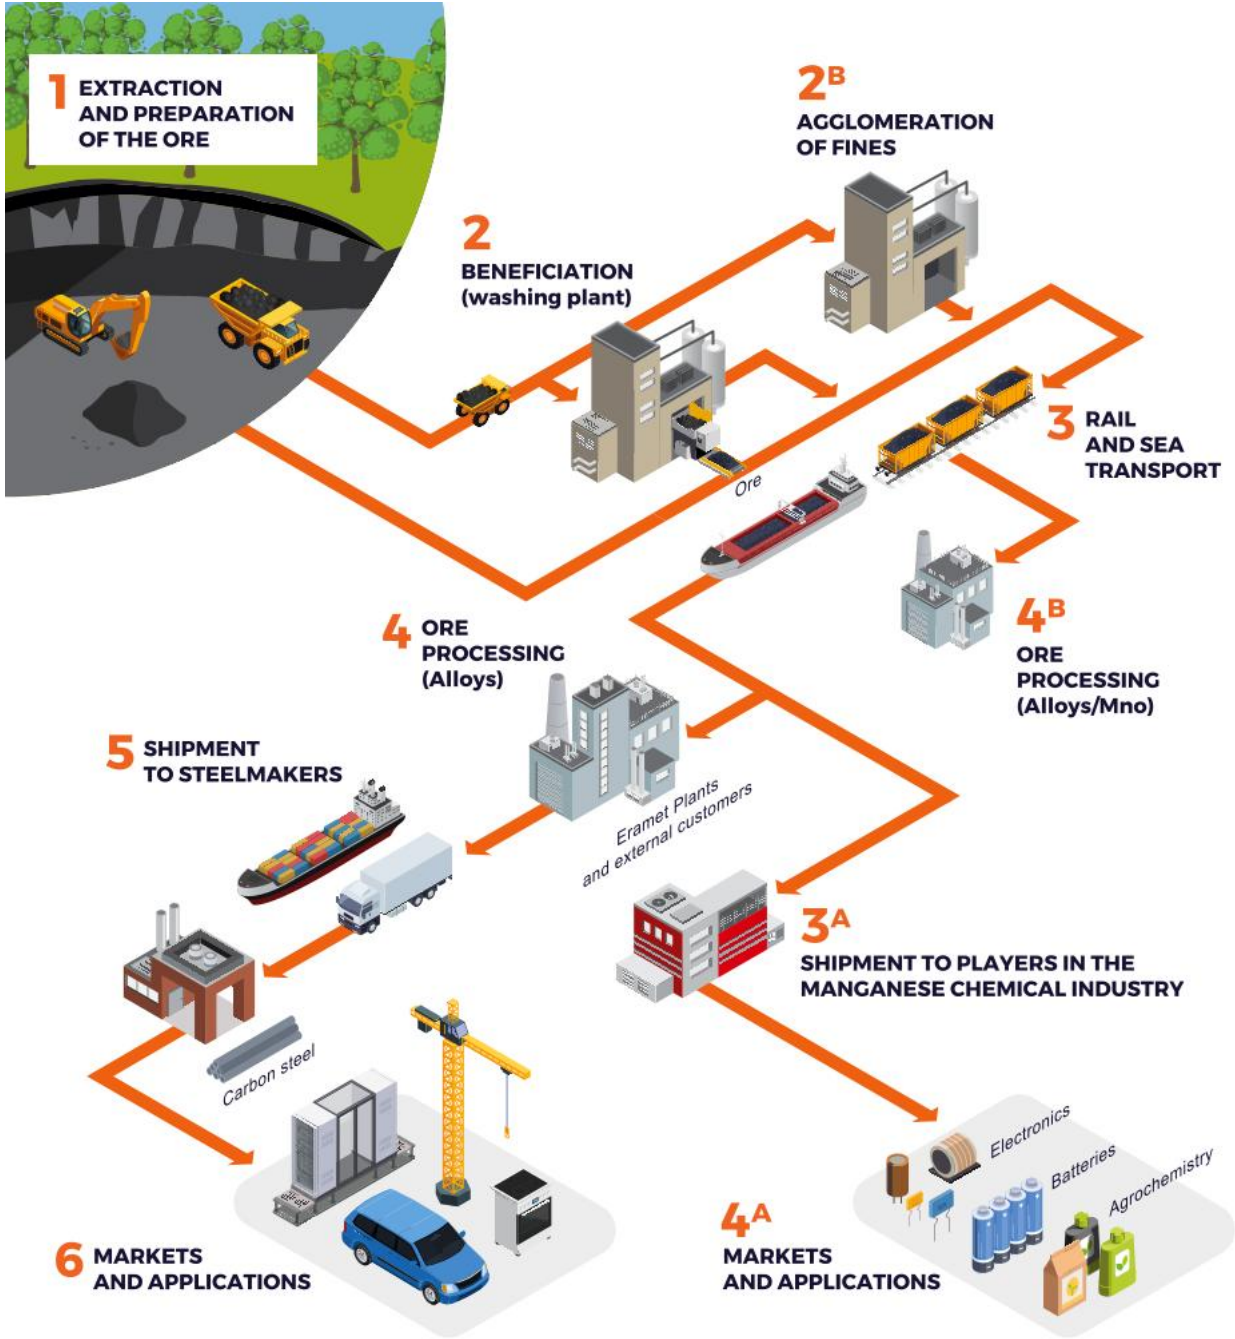 1 EXTRACTION
AND PREPARATION
OF THE ORE
2B
AGGLOMERATION
OF FINES
2
BENEFICIATION
(washing plant)
Ore
3 RAIL
AND SEA
TRANSPORT
4 ORE
PROCESSING
(Alloys)
4B
ORE
PROCESSING
(Alloys/Mno)
5 SHIPMENT
TO STEELMAKERS
Eramet Plants
and external customers
3A
SHIPMENT TO PLAYERS IN THE
MANGANESE CHEMICAL INDUSTRY
Carbon steel
Electronics
Batteries
Agrochemistry
6 MARKETS
AND APPLICATIONS
4A
MARKETS
AND APPLICATIONS